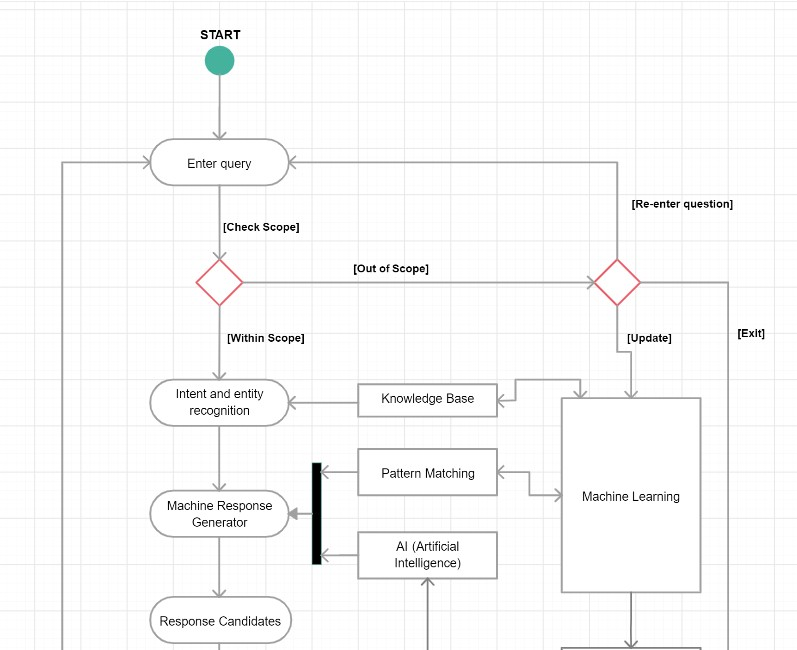 START
Enter query
[Re-enter question]
[Check Scope]
[Out of Scope]
[Within Scope]
[Update]
[Exit]
Intent and entity
recognition
Knowledge Base
Pattern Matching
Machine Learning
Machine Response
Generator
AI (Artificial
Intelligence)
Response Candidates